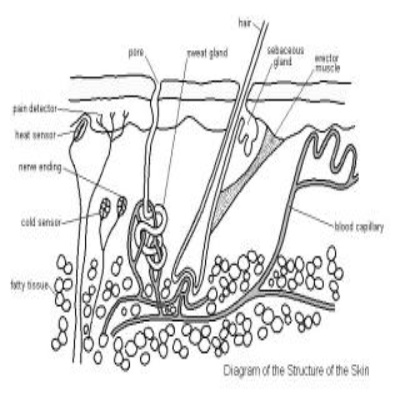 hair
pore
sweat gland
sebaceous
gland
erector
muscle
pain detector
heat sensor
nerve ending
cold sensor
blood capillary
fatty tissue
Diagram of the Structure of the Skin